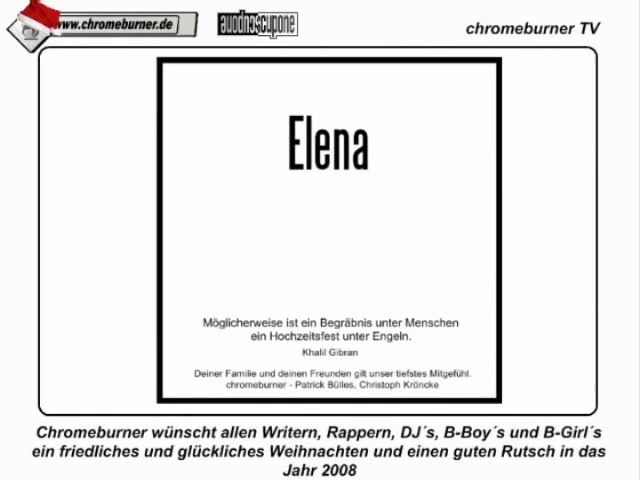 www.chromeburner.de
chromeburner TV
Elena
Möglicherweise ist ein Begräbnis unter Menschen
ein Hochzeitsfest unter Engeln.
Khalil Gibran
Deiner Familie und deinen Freunden gilt unser tiefstes Mitgefühl.
chromeburner - Patrick Bülles, Christoph Kröncke
Chromeburner wünscht allen Writern, Rappern, DJ´s, B-Boy´s und B-Girl´s
ein friedliches und glückliches Weihnachten und einen guten Rutsch in das
Jahr 2008